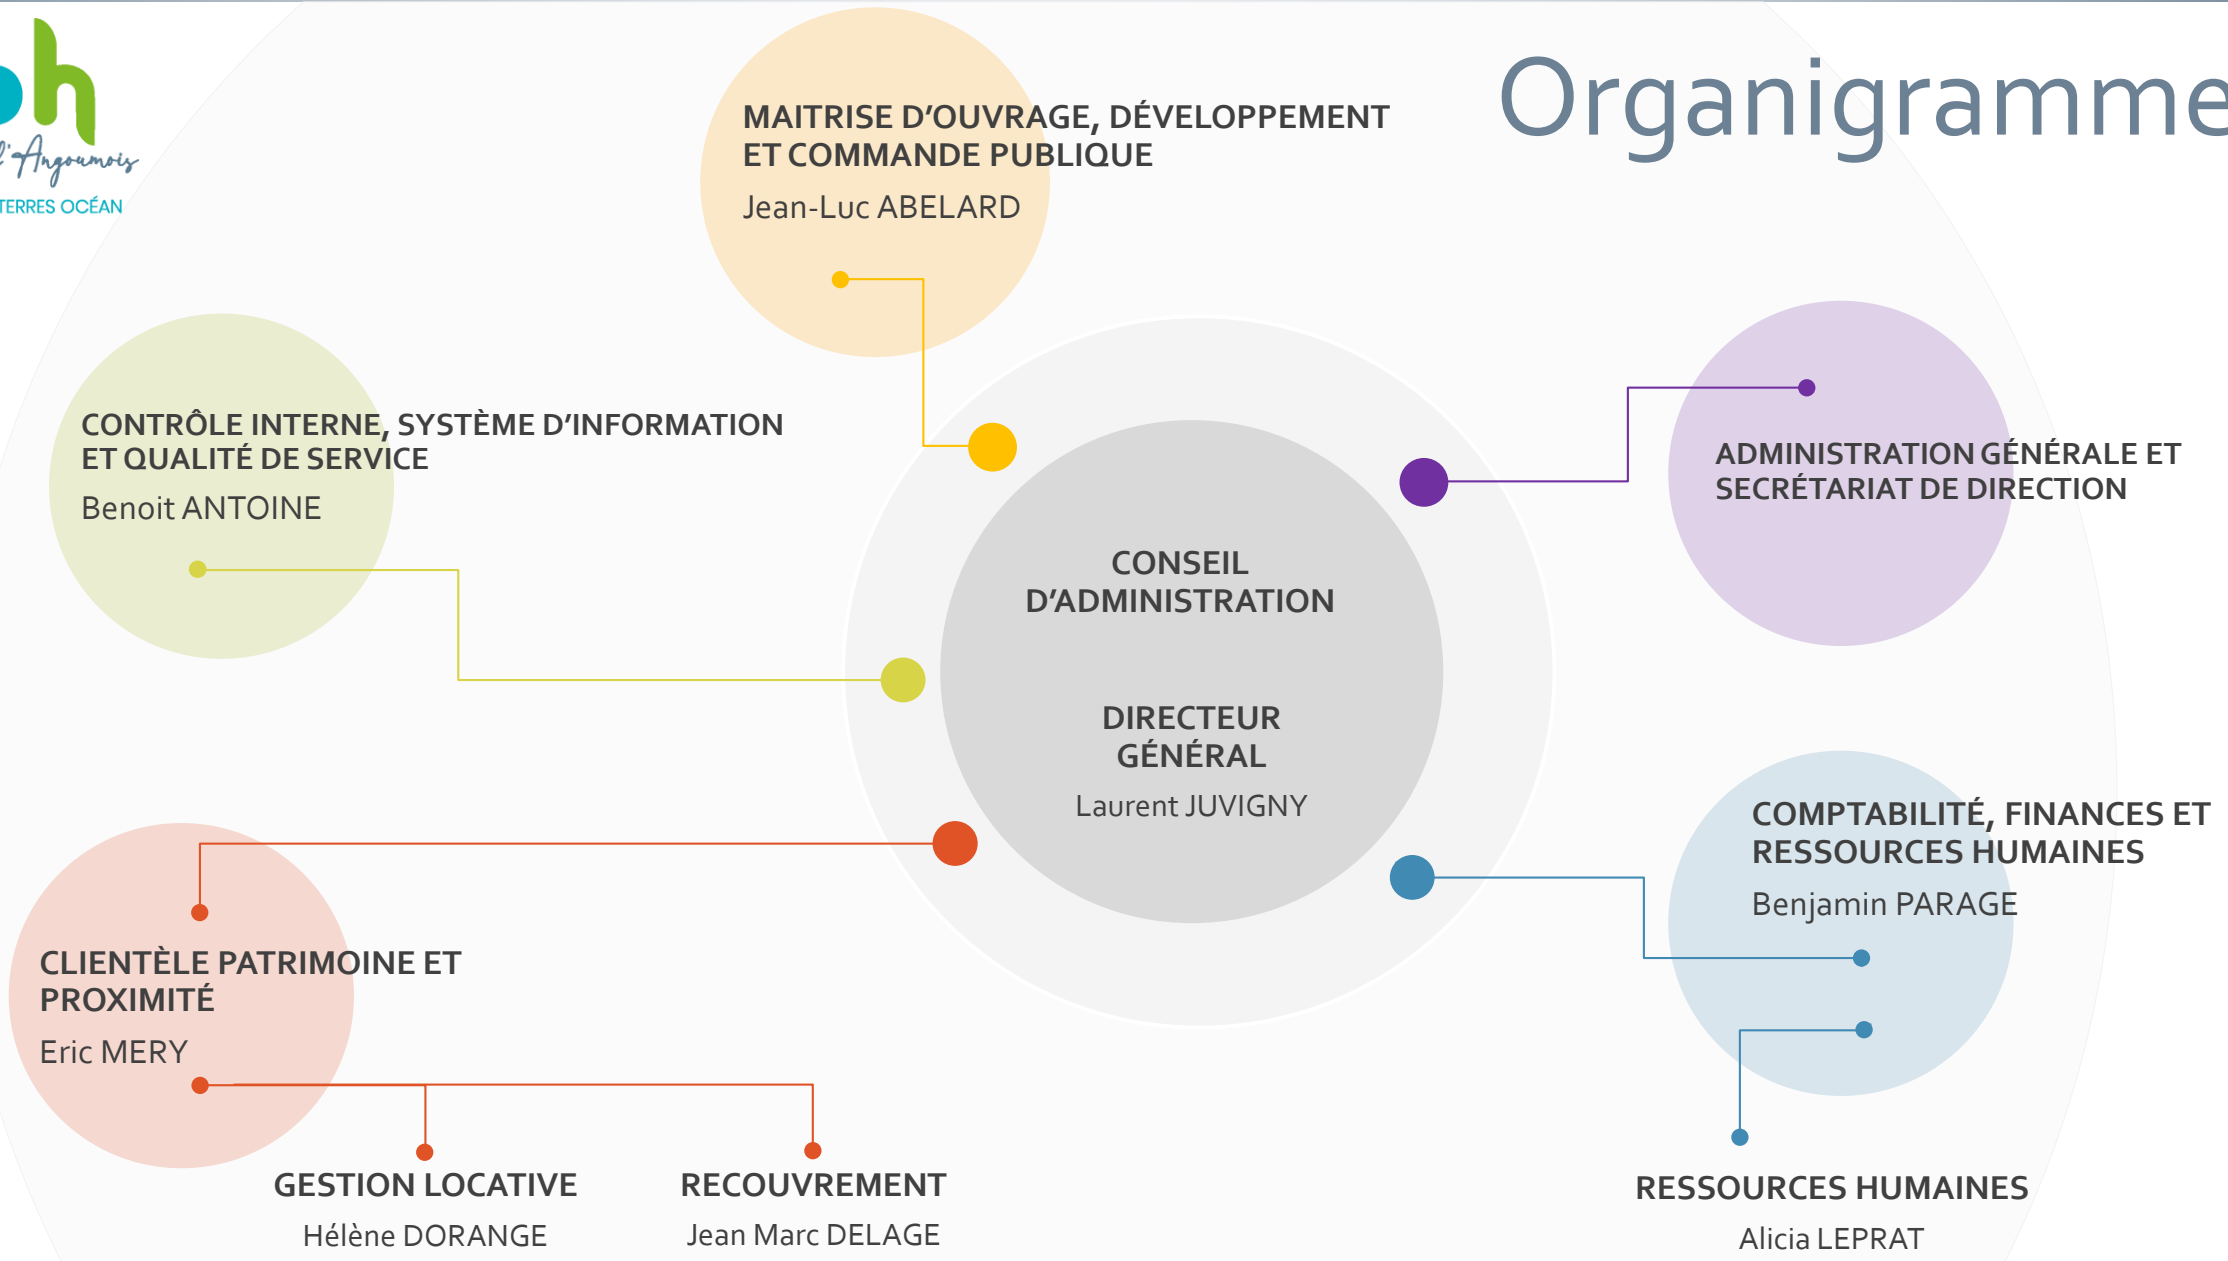 h
l'Angoumois
TERRES OCÉAN
Organigramme
MAITRISE D'OUVRAGE, DÉVELOPPEMENT
ET COMMANDE PUBLIQUE
Jean-Luc ABELARD
CONTRÔLE INTERNE, SYSTÈME D'INFORMATION
ET QUALITÉ DE SERVICE
Benoit ANTOINE
ADMINISTRATION GÉNÉRALE ET
SECRÉTARIAT DE DIRECTION
CONSEIL
D'ADMINISTRATION
DIRECTEUR
GÉNÉRAL
Laurent JUVIGNY
COMPTABILITÉ, FINANCES ET
RESSOURCES HUMAINES
Benjamin PARAGE
CLIENTÈLE PATRIMOINE ET
PROXIMITÉ
Eric MERY
GESTION LOCATIVE
Hélène DORANGE
RECOUVREMENT
Jean Marc DELAGE
RESSOURCES HUMAINES
Alicia LEPRAT